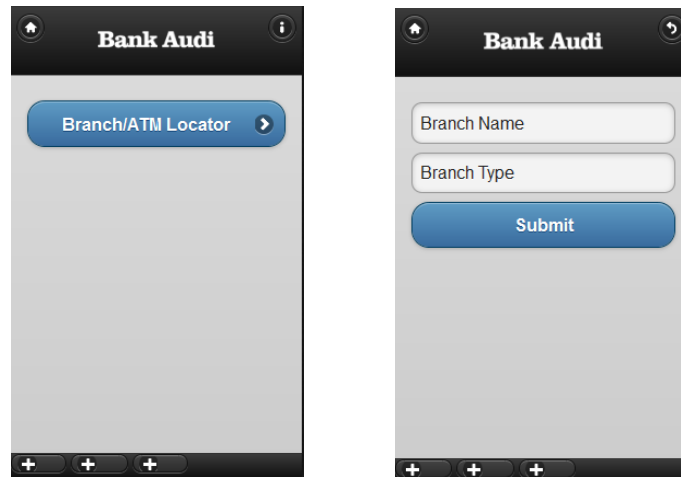 Bank Audi
Branch/ATM Locator
Bank Audi
Branch Name
Branch Type
Submit